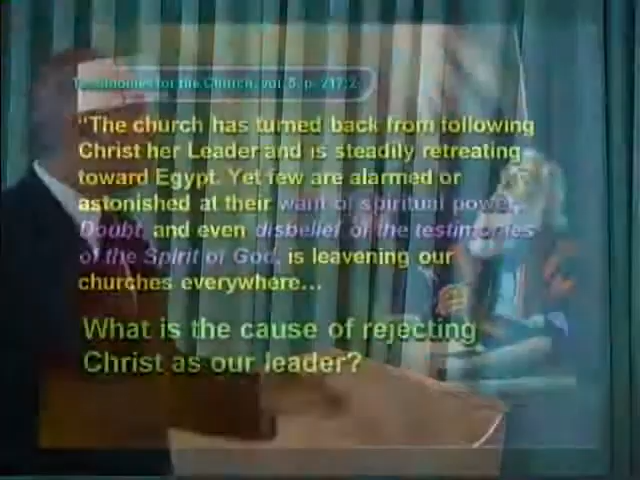 Testimonies for the Church, vol. 5, p. 217.2
“The church has turned back from following
Christ her Leader and is steadily retreating
toward Egypt. Yet few are alarmed or
astonished at their want of spiritual power.
Doubt, and even disbelief of the testimonies
of the Spirit of God, is leavening our
churches everywhere...
What is the cause of rejecting
Christ as our leader?